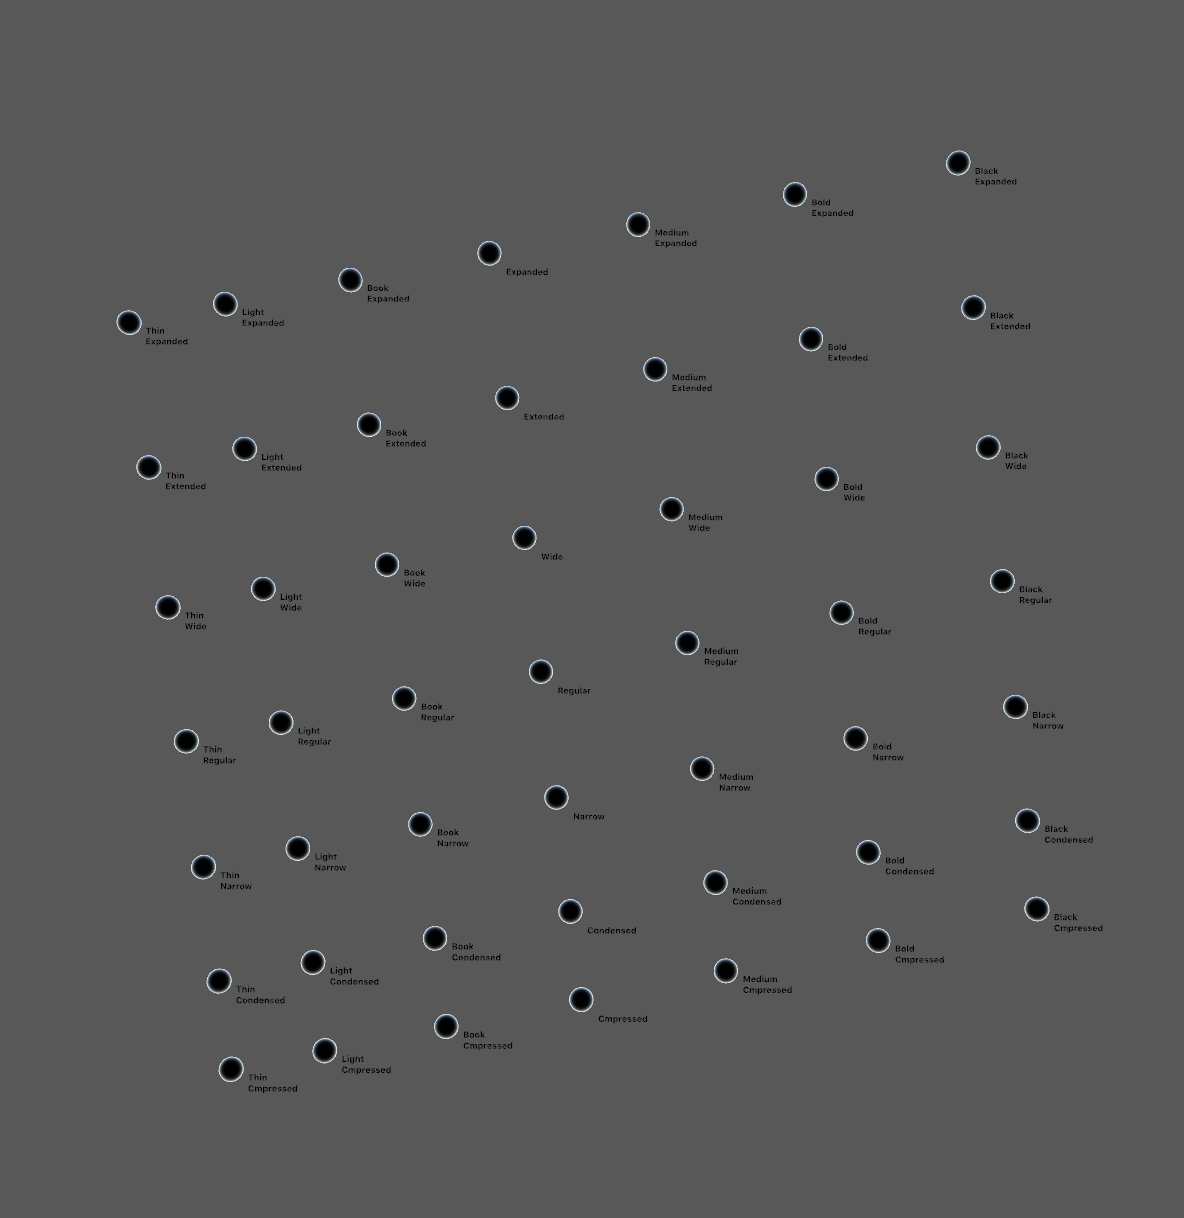 Black
Expanded
Bold
Expanded
Medium
Expanded
Expanded
Book
Expanded
Light
Expanded
Thin
Expanded
Black
Extended
Bold
Extended
Medium
Extended
Extended
Book
Extended
Light
Extended
Thin
Extended
Black
Wide
Bold
Wide
Medium
Wide
Wide
Book
Wide
Light
Wide
Thin
Wide
Black
Regular
Bold
Regular
Medium
Regular
Regular
Book
Regular
Light
Regular
Thin
Regular
Black
Narrow
Bold
Narrow
Medium
Narrow
Narrow
Book
Narrow
Light
Narrow
Thin
Narrow
Black
Condensed
Bold
Condensed
Medium
Condensed
Condensed
Book
Condensed
Light
Condensed
Thin
Condensed
Black
Cmpressed
Bold
Cmpressed
Medium
Cmpressed
Cmpressed
Book
Cmpressed
Light
Cmpressed
Thin
Cmpressed